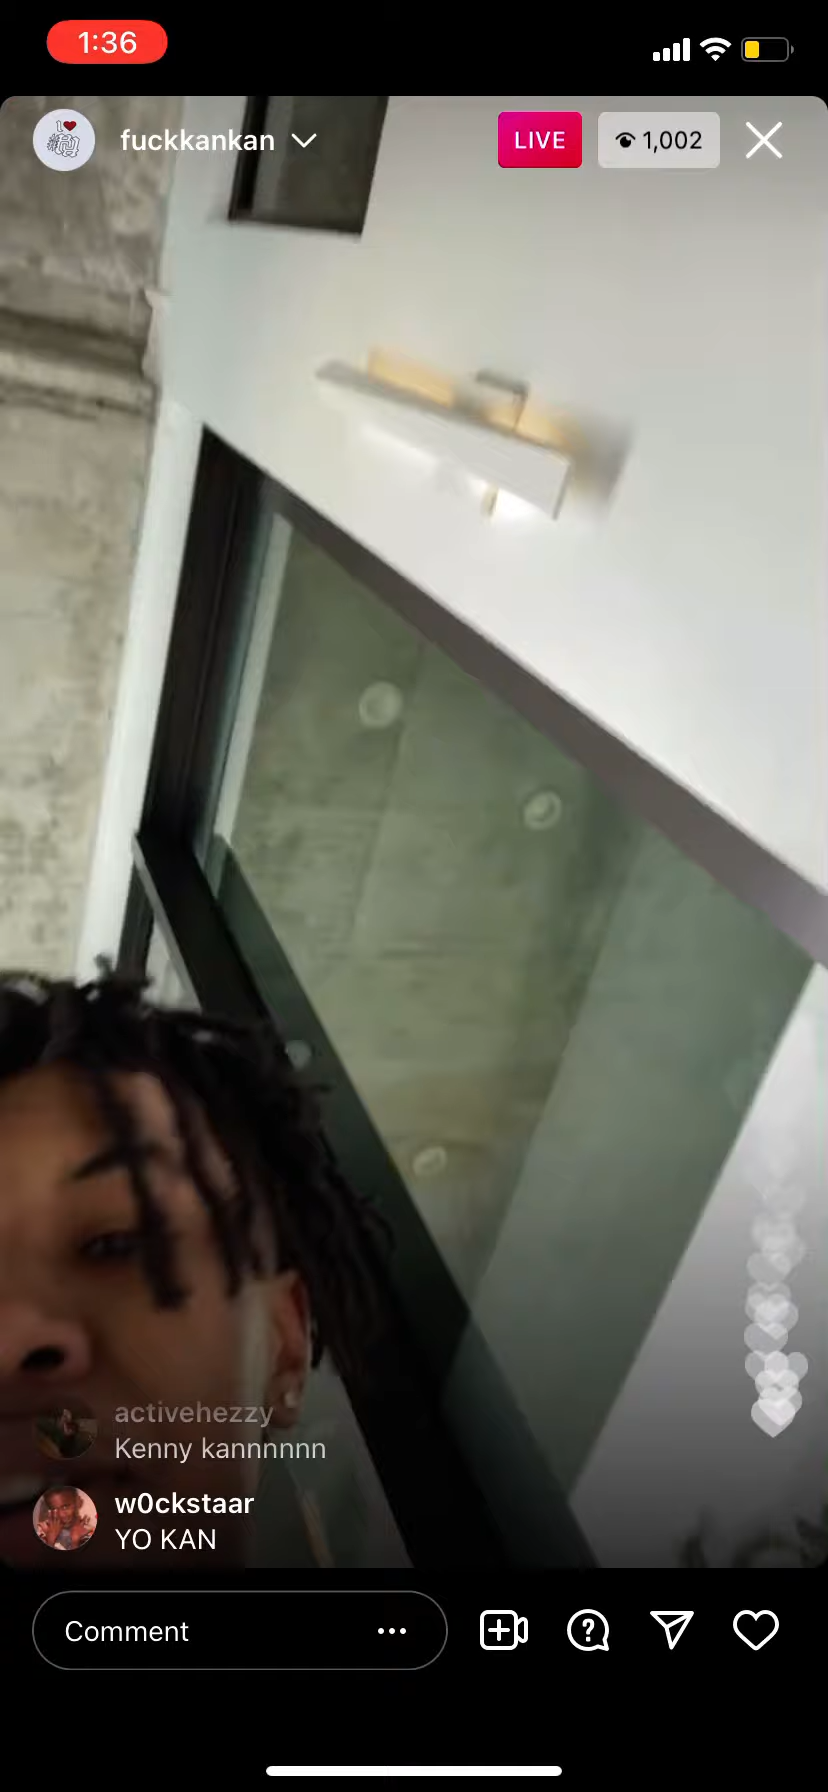 1:36
fuckkankan
LIVE
1,002
activehezzy
Kenny kannnnnn
w0ckstaar
YO KAN
Comment